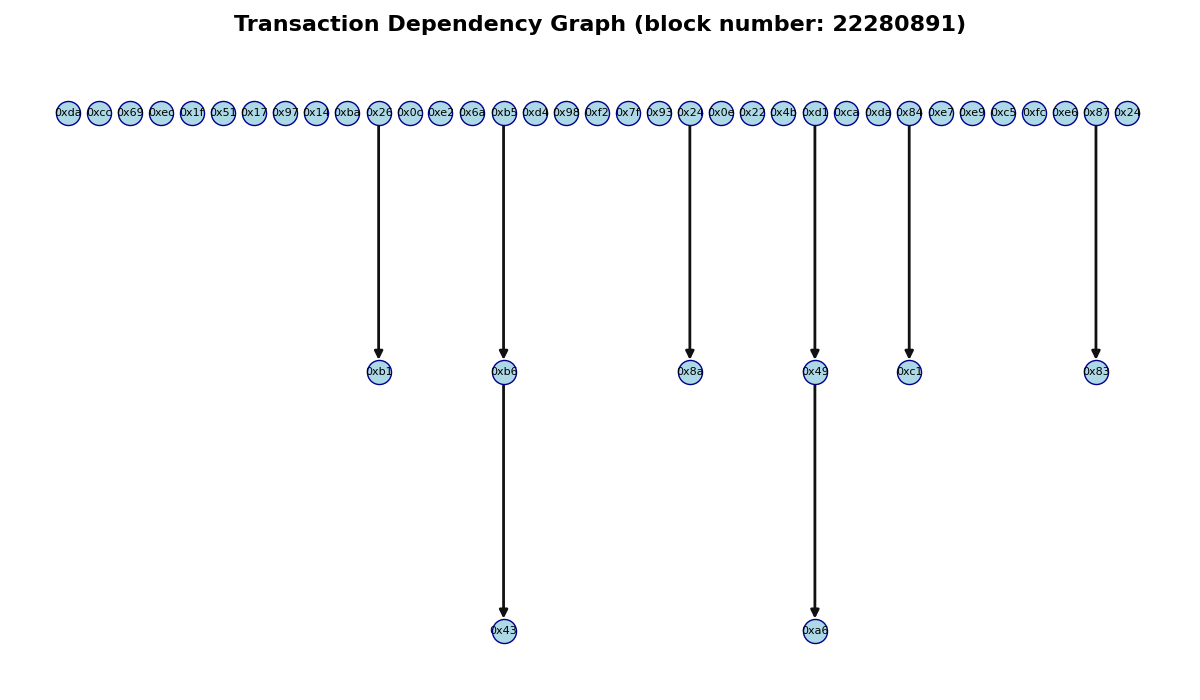 Transaction Dependency Graph (block number: 22280891)
0xda 0xcc 0x69 0xec 0x1f 0x51 0x17 0x97 0x14 0xba 0x26 0x0c 0xe2 0x6a 0xb5 0xd4 0x98 0xf2 0x7f 0x93 0x24 0x0e 0x22 0x4b 0xd1 0xca 0xda 0x84 0xe7 0xe9 0xc5 0xfc 0xe6 0x87 0x24
0xb1 0xb6 0x8a 0x49 0xc1 0x83
0x43 0xa6